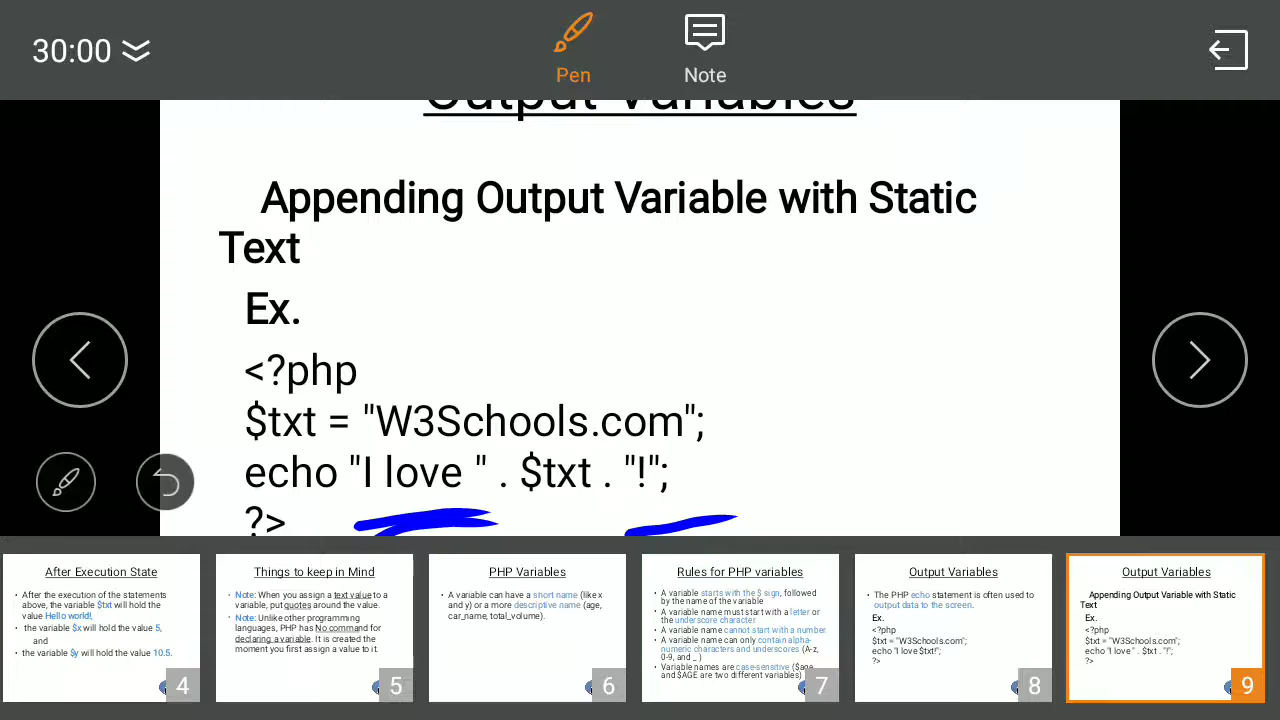 30:00
Pen
Note
Output Variables
Appending Output Variable with Static
Text
Ex.
<?php
$txt = "W3Schools.com";
echo "I love " . $txt . "!";
?>
After Execution State
• After the execution of the statements
above, the variable $txt will hold the
value Hello world!,
• the variable $x will hold the value 5,
and
• the variable $y will hold the value 10.5.
4
Things to keep in Mind
• Note: When you assign a text value to a
variable, put quotes around the value.
• Note: Unlike other programming
languages, PHP has No command for
declaring a variable. It is created the
moment you first assign a value to it.
5
PHP Variables
• A variable can have a short name (like x
and y) or a more descriptive name (age,
car_name, total_volume).
6
Rules for PHP variables
• A variable starts with the $ sign, followed
by the name of the variable
• A variable name must start with a letter or
the underscore character
• A variable name cannot start with a number
• A variable name can only contain alpha-
numeric characters and underscores (A-z,
0-9, and _ )
• Variable names are case-sensitive ($age
and $AGE are two different variables)
7
Output Variables
• The PHP echo statement is often used to
output data to the screen.
Ex.
<?php
$txt = "W3Schools.com";
echo "I love $txt!";
?>
8
Output Variables
Appending Output Variable with Static
Text
Ex.
<?php
$txt = "W3Schools.com";
echo "I love " . $txt . "!";
?>
9